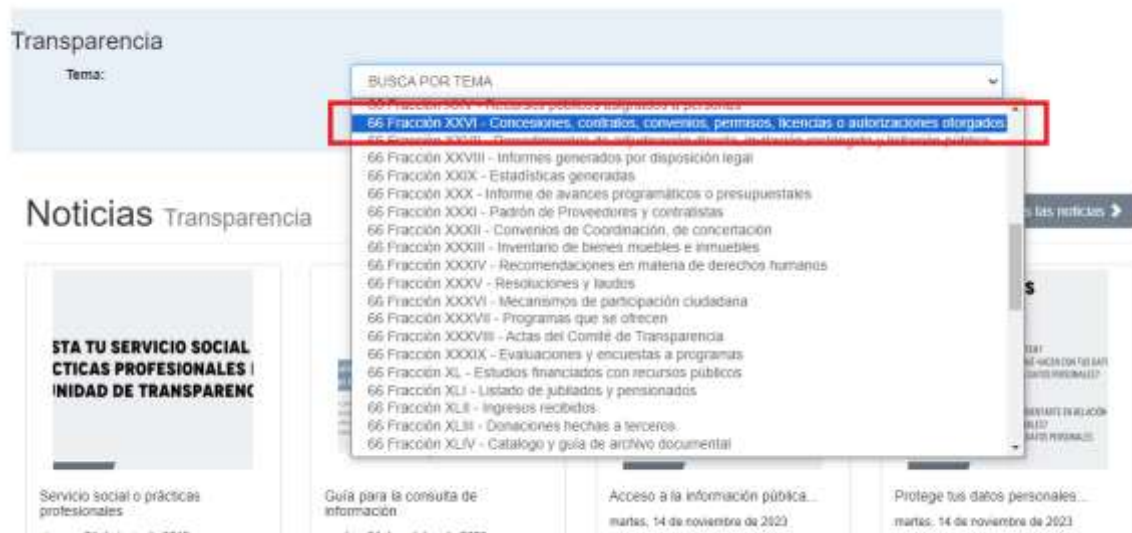 Transparencia
Tema:
BUSCA POR TEMA
66 Fracción XXV - Recursos públicos asignados a personas
66 Fracción XXVI - Concesiones, contratos, convenios, permisos, licencias o autorizaciones otorgados
66 Fracción XXVIII - Informes generados por disposición legal
66 Fracción XXIX - Estadísticas generadas
66 Fracción XXX - Informe de avances programáticos o presupuestales
66 Fracción XXXI - Padrón de Proveedores y contratistas
66 Fracción XXXII - Convenios de Coordinación, de concertación
66 Fracción XXXIII - Inventario de bienes muebles e inmuebles
66 Fracción XXXIV - Recomendaciones en materia de derechos humanos
66 Fracción XXXV - Resoluciones y laudos
66 Fracción XXXVI - Mecanismos de participación ciudadana
66 Fracción XXXVII - Programas que se ofrecen
66 Fracción XXXVIII - Actas del Comité de Transparencia
66 Fracción XXXIX - Evaluaciones y encuestas a programas
66 Fracción XL - Estudios financiados con recursos públicos
66 Fracción XLI - Listado de jubilados y pensionados
66 Fracción XLII - Ingresos recibidos
66 Fracción XLIII - Donaciones hechas a terceros
66 Fracción XLIV - Catalogo y guía de archivo documental
Noticias Transparencia
las noticias
STA TU SERVICIO SOCIAL
CTICAS PROFESIONALES
NIDAD DE TRANSPARENC
Servicio social o prácticas
profesionales
Guía para la consulta de
información
Acceso a la información pública...
martes, 14 de noviembre de 2023
Protege tus datos personales...
martes, 14 de noviembre de 2023